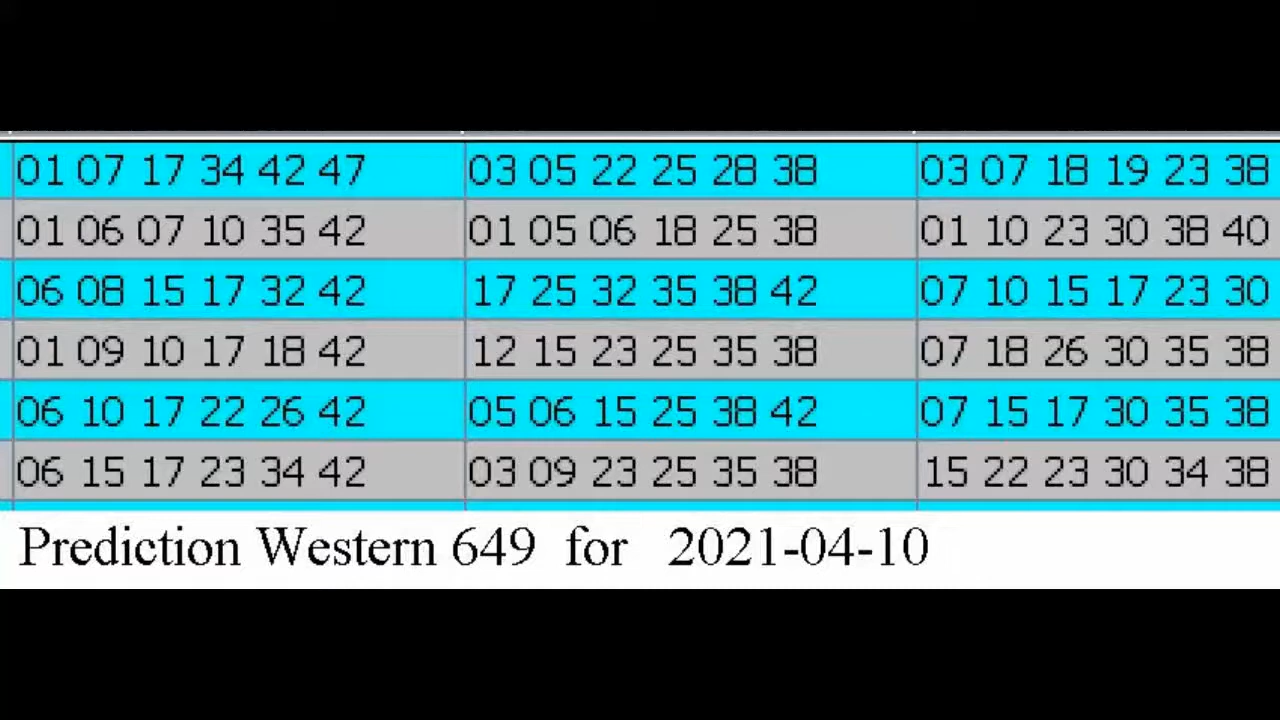 01 07 17 34 42 47 03 05 22 25 28 38 03 07 18 19 23 38
01 06 07 10 35 42 01 05 06 18 25 38 01 10 23 30 38 40
06 08 15 17 32 42 17 25 32 35 38 42 07 10 15 17 23 30
01 09 10 17 18 42 12 15 23 25 35 38 07 18 26 30 35 38
06 10 17 22 26 42 05 06 15 25 38 42 07 15 17 30 35 38
06 15 17 23 34 42 03 09 23 25 35 38 15 22 23 30 34 38
Prediction Western 649 for 2021-04-10